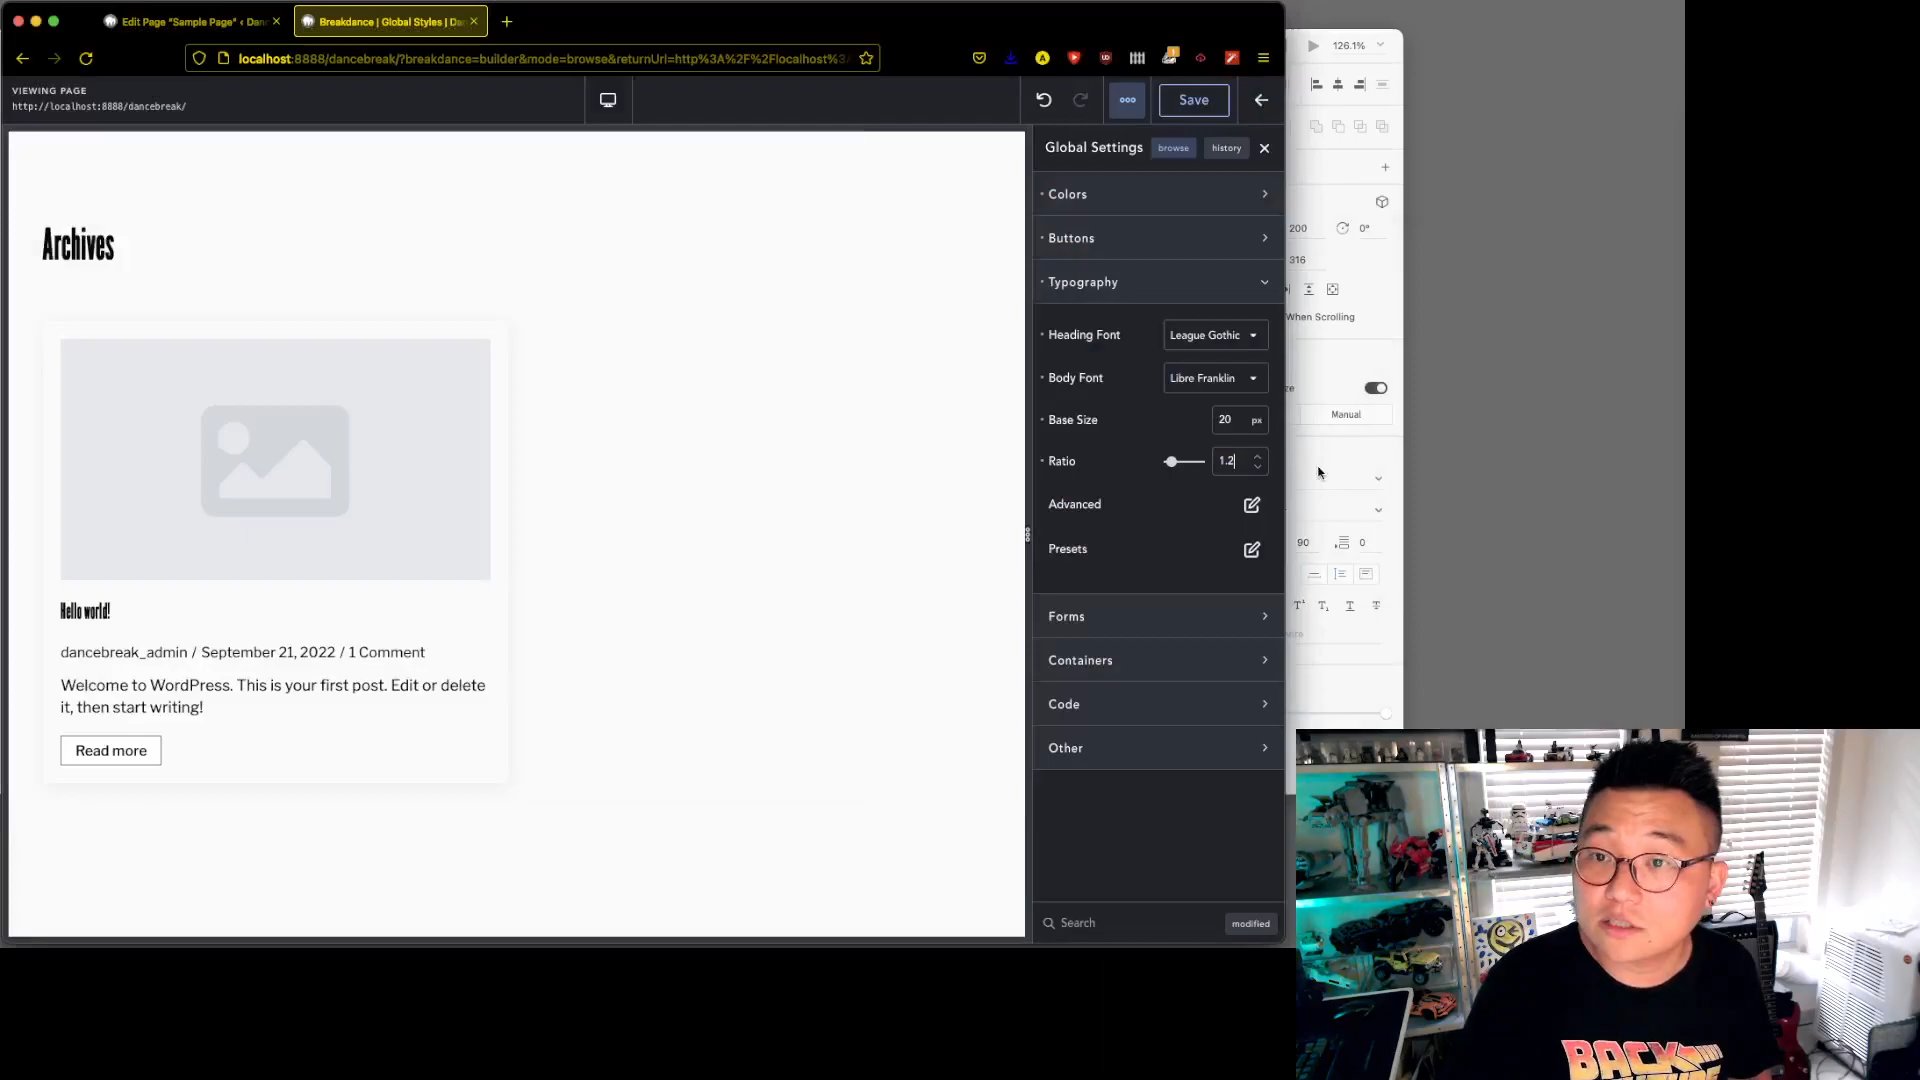 Edit Page "Sample Page" ‹ Dan
Breakdance | Global Styles | Da
localhost:8888/dancebreak/?breakdance=builder&mode=browse&returnUrl=http%3A%2F%2Flocalhost%3
126.1%
VIEWING PAGE
http://localhost:8888/dancebreak/
Save
Global Settings
browse
history
Colors
Buttons
Typography
Heading Font
League Gothic
Body Font
Libre Franklin
Base Size
20
px
Ratio
1.2
Advanced
Presets
Forms
Containers
Code
Other
Search
modified
200
0°
316
When Scrolling
Manual
90
0
Archives
Hello world!
dancebreak_admin / September 21, 2022 / 1 Comment
Welcome to WordPress. This is your first post. Edit or delete
it, then start writing!
Read more
BACK